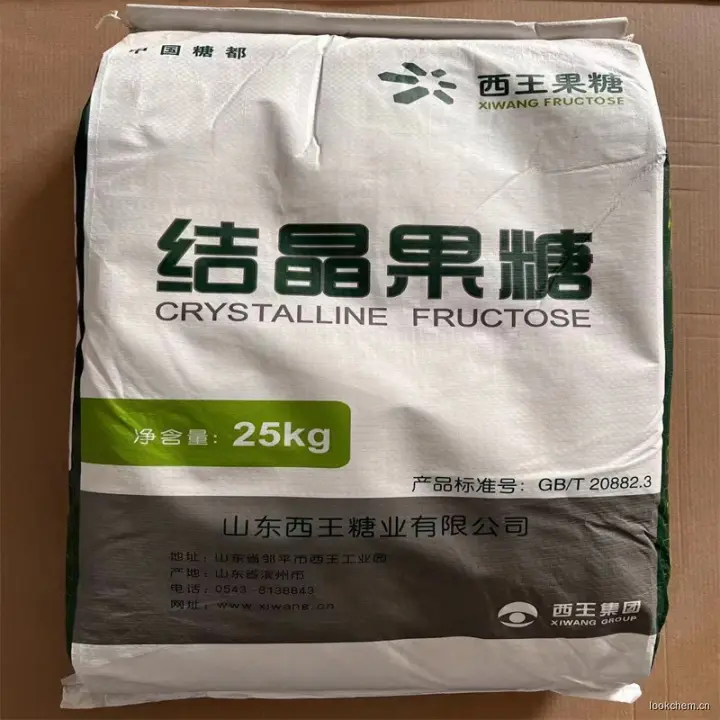 中国糖都
西王果糖
XIWANG FRUCTOSE
结晶果糖
CRYSTALLINE FRUCTOSE
净含量: 25kg
产品标准号: GB/T 20882.3
山东西王糖业有限公司
地址: 山东省邹平市西王工业园
产地: 山东省滨州市
电话: 0543-8138843
网址: www.xiwang.cn
西王集团
XIWANG GROUP
lookchem.cn